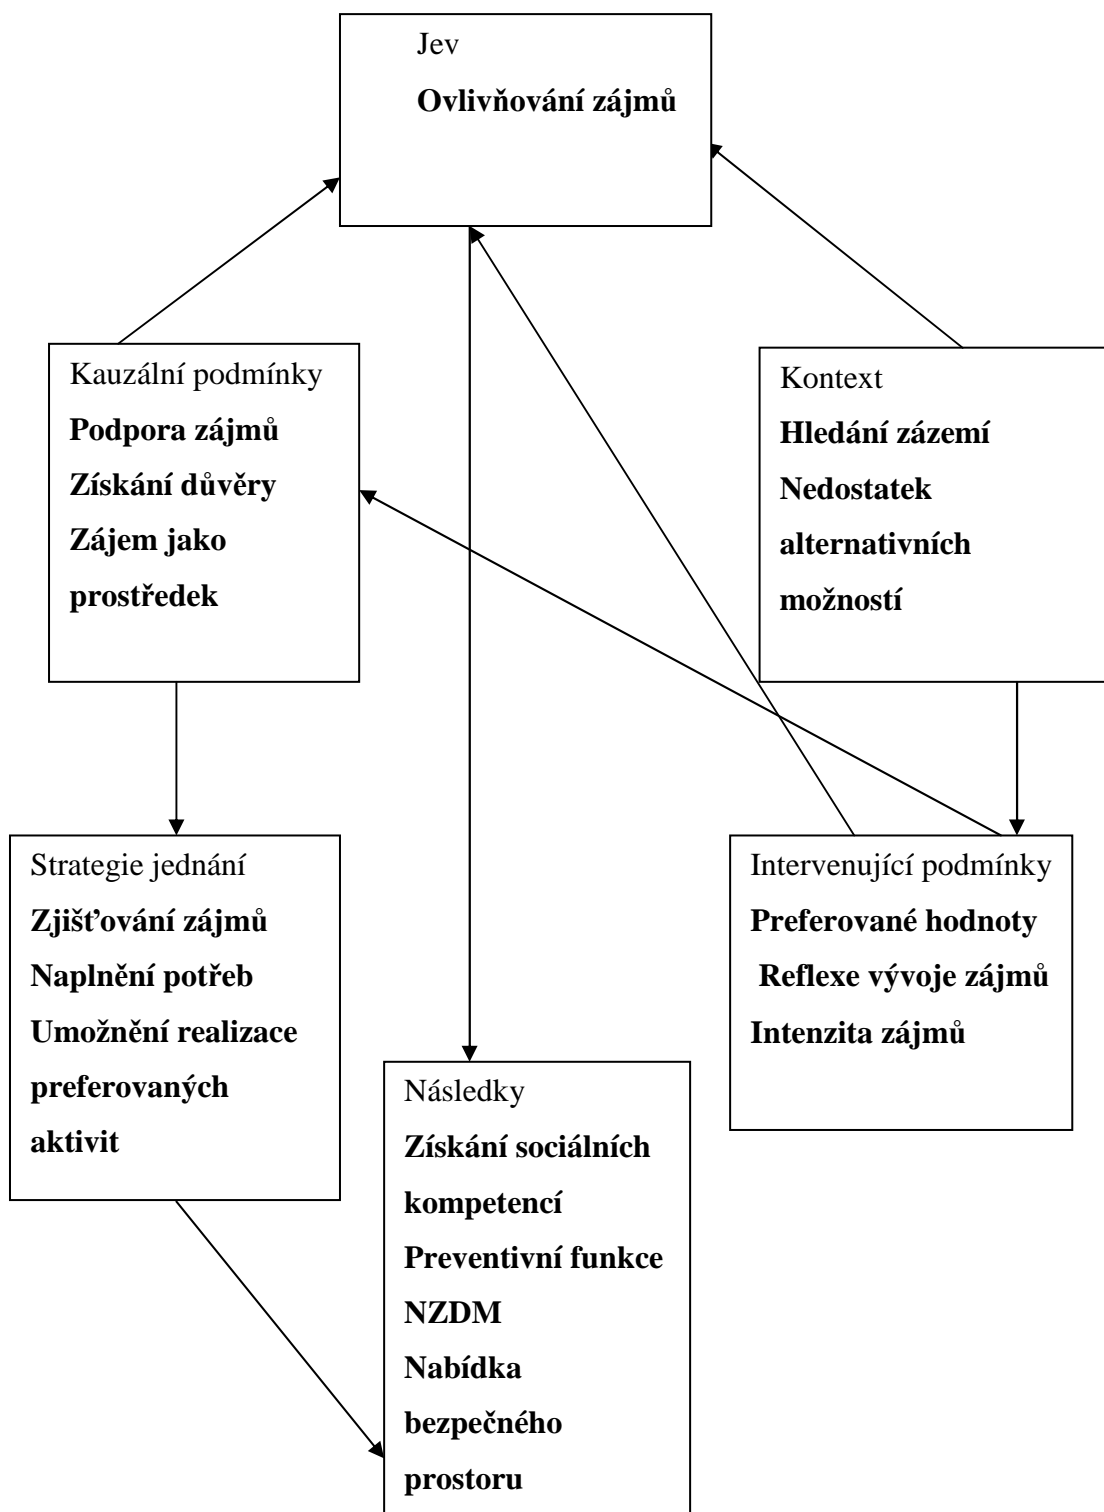 Jev
Ovlivňování zájmů
Kauzální podmínky
Podpora zájmů
Získání důvěry
Zájem jako
prostředek
Kontext
Hledání zázemí
Nedostatek
alternativních
možností
Strategie jednání
Zjišťování zájmů
Naplnění potřeb
Umožnění realizace
preferovaných
aktivit
Intervenující podmínky
Preferované hodnoty
Reflexe vývoje zájmů
Intenzita zájmů
Následky
Získání sociálních
kompetencí
Preventivní funkce
NZDM
Nabídka
bezpečného
prostoru